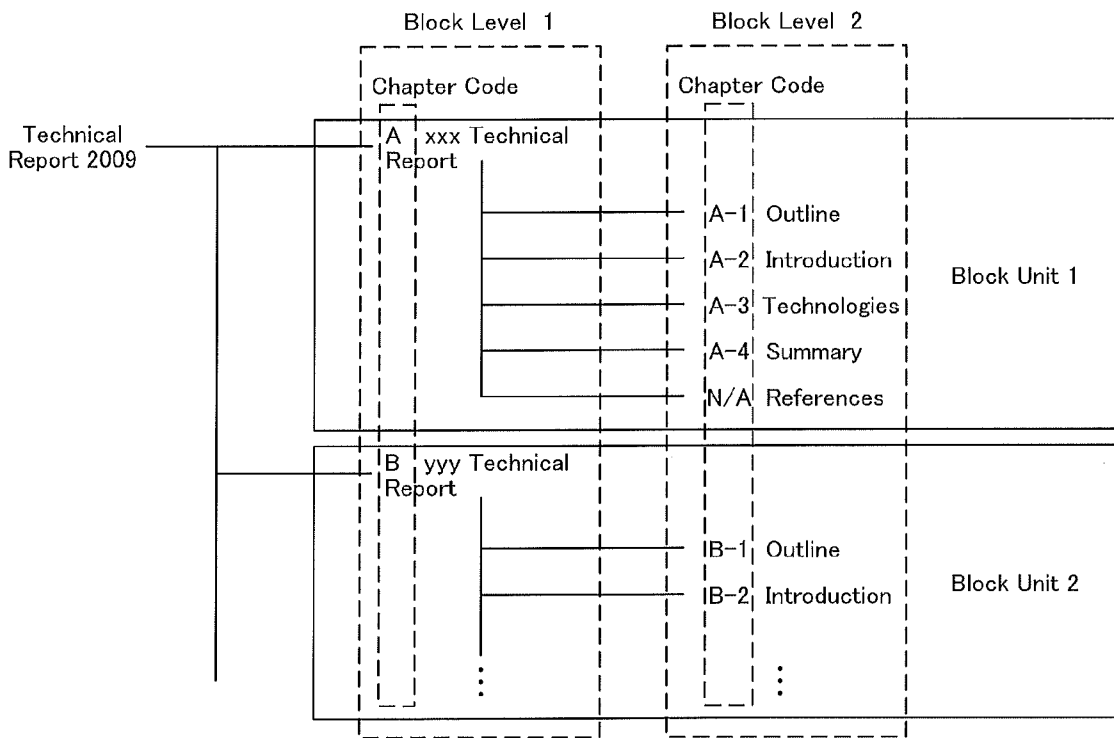 Block Level 1
Block Level 2
Chapter Code
Chapter Code
Technical
Report 2009
A xxx Technical
Report
A-1 Outline
A-2 Introduction
A-3 Technologies
A-4 Summary
N/A References
Block Unit 1
B yyy Technical
Report
B-1 Outline
B-2 Introduction
Block Unit 2